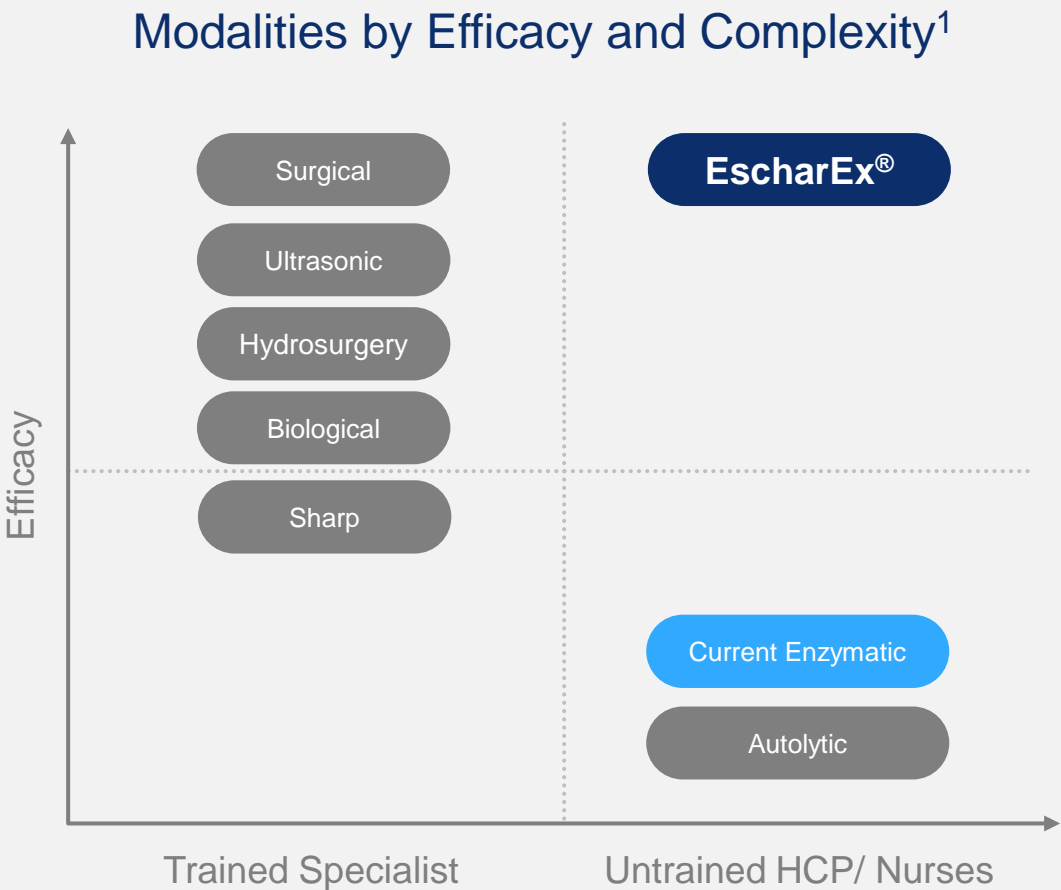 Modalities by Efficacy and Complexity¹
Surgical
EscharEx®
Ultrasonic
Hydrosurgery
Biological
Efficacy
Sharp
Current Enzymatic
Autolytic
Trained Specialist
Untrained HCP/ Nurses